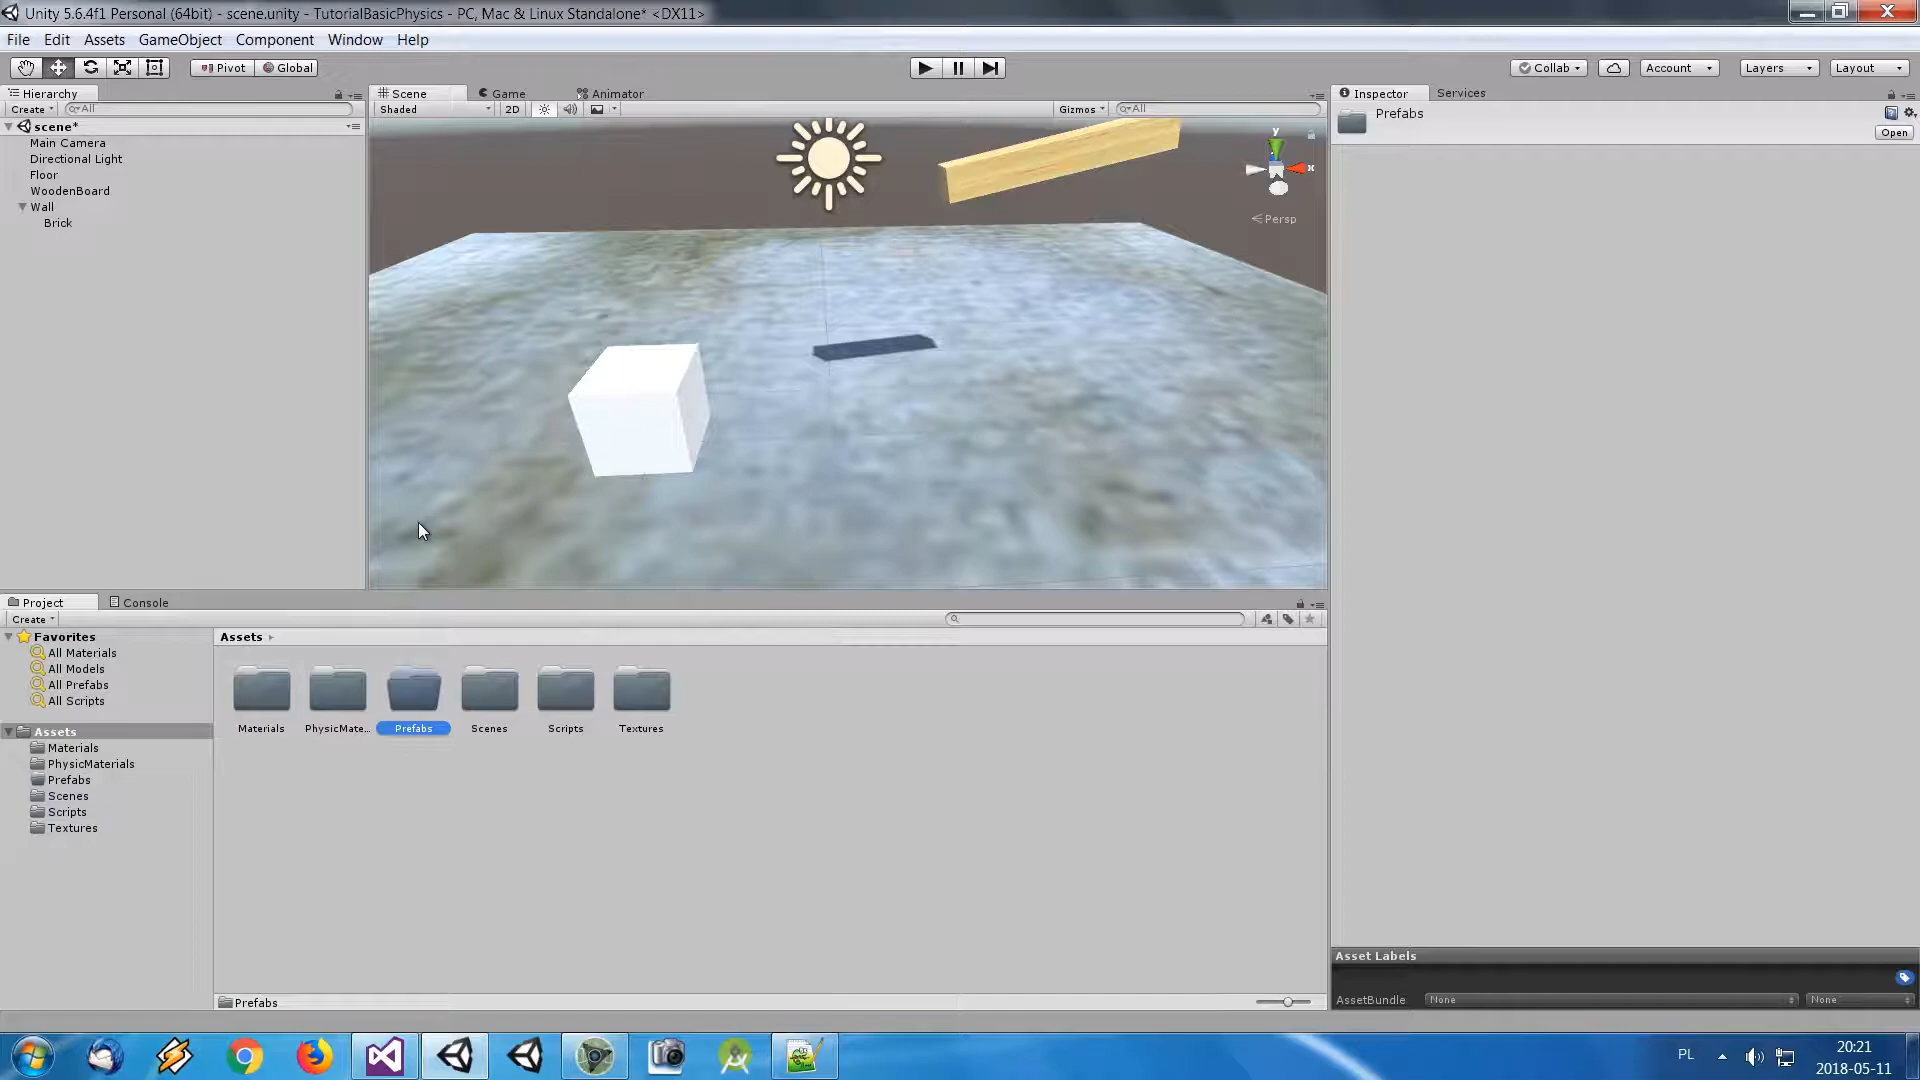 Unity 5.6.4f1 Personal (64bit) - scene.unity - TutorialBasicPhysics - PC, Mac & Linux Standalone* <DX11>
File Edit Assets GameObject Component Window Help
Pivot Global Collab Account Layers Layout
Hierarchy
Create All
scene*
Main Camera
Directional Light
Floor
WoodenBoard
Wall
Brick
Scene Game Animator
Shaded 2D Gizmos All
y
x
Persp
Inspector Services
Prefabs
Open
Project Console
Create
Favorites
All Materials
All Models
All Prefabs
All Scripts
Assets
Materials
PhysicMaterials
Prefabs
Scenes
Scripts
Textures
Assets
Materials PhysicMate... Prefabs Scenes Scripts Textures
Prefabs
Asset Labels
AssetBundle None None
PL 20:21
2018-05-11